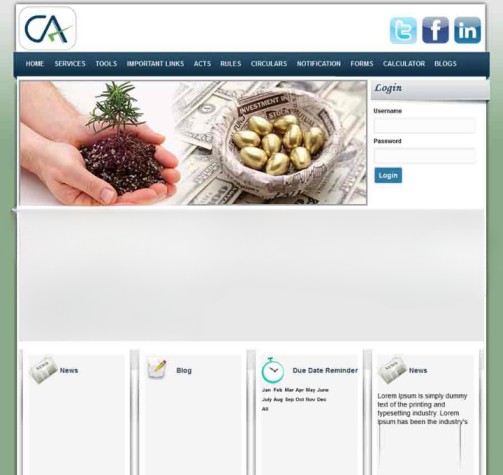 CA
HOME SERVICES TOOLS IMPORTANT LINKS ACTS RULES CIRCULARS NOTIFICATION FORMS CALCULATOR BLOGS
INVESTMENT IN
STOCK
Login
Username
Password
Login
News
Blog
Due Date Reminder
Jan Feb Mar Apr May June
July Aug Sep Oct Nov Dec
All
News
Lorem Ipsum is simply dummy
text of the printing and
typesetting industry. Lorem
Ipsum has been the industry's